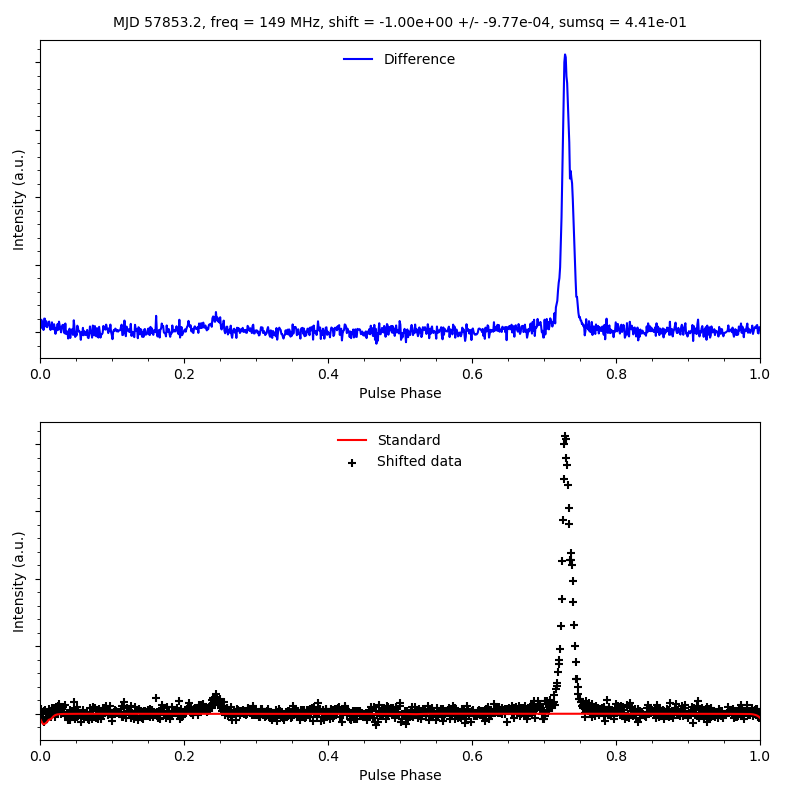 MJD 57853.2, freq = 149 MHz, shift = -1.00e+00 +/- -9.77e-04, sumsq = 4.41e-01
Difference
Intensity (a.u.)
0.0 0.2 0.4 0.6 0.8 1.0
Pulse Phase
Standard
Shifted data
Intensity (a.u.)
0.0 0.2 0.4 0.6 0.8 1.0
Pulse Phase